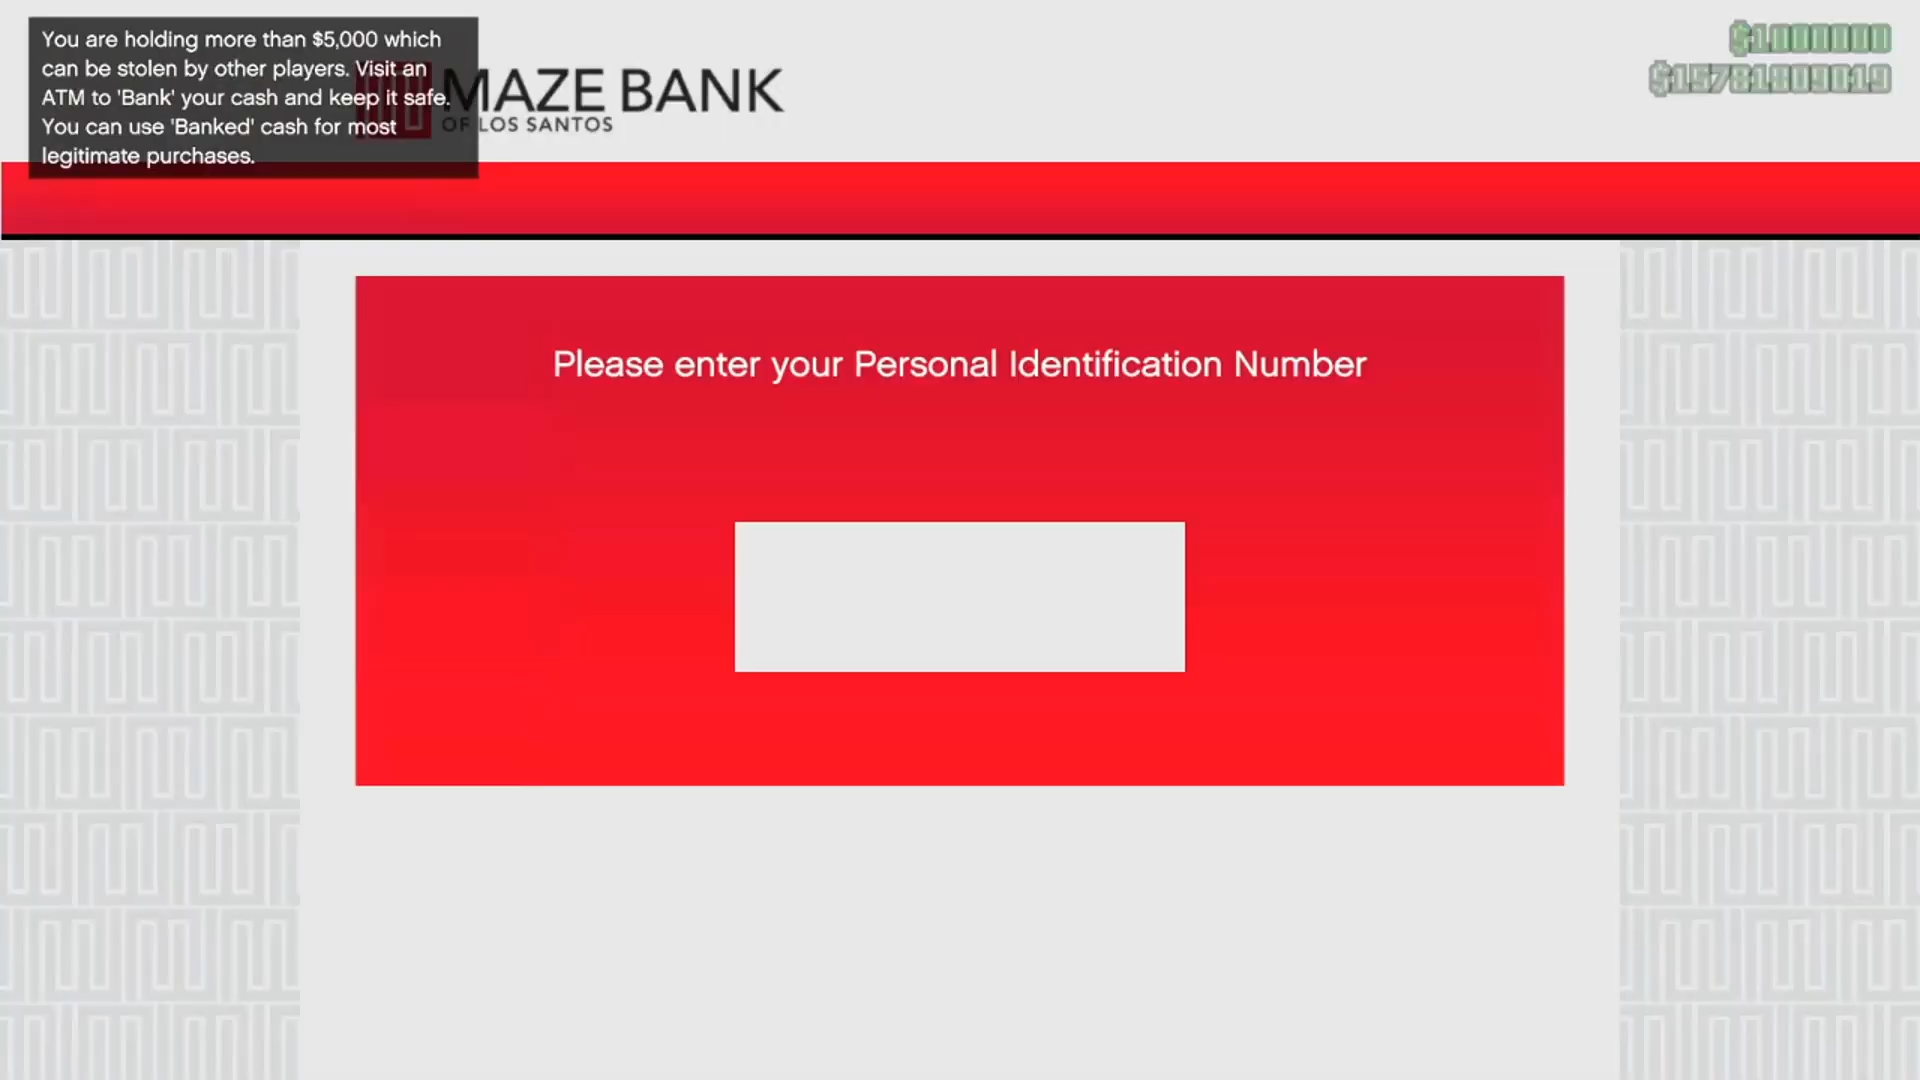 You are holding more than $5,000 which
can be stolen by other players. Visit an
ATM to 'Bank' your cash and keep it safe.
You can use 'Banked' cash for most
legitimate purchases.
MAZE BANK
OF LOS SANTOS
$1000000
$15781809019
Please enter your Personal Identification Number